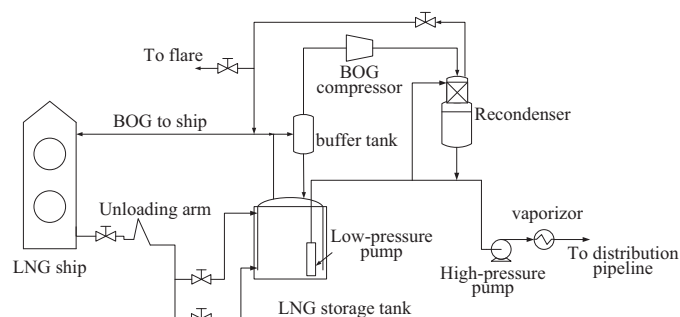 To flare
BOG
compressor
Recondenser
BOG to ship
buffer tank
Unloading arm
vaporizor
Low-pressure
pump
To distribution
pipeline
LNG ship
High-pressure
pump
LNG storage tank